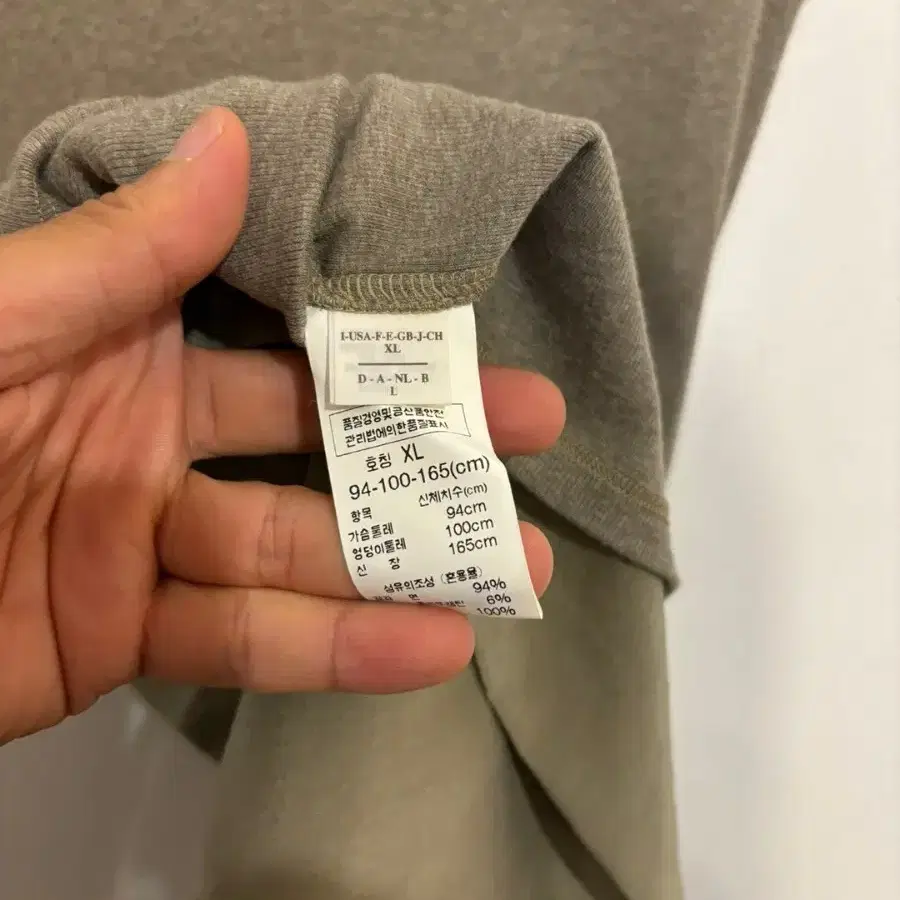 I-USA-F-E-GB-J-CH
XL
D - A - NL - B
L
품질경영및공산품안전
관리법에의한품질표시
호칭 XL
94-100-165(cm)
신체치수(cm)
항목
가슴둘레 94cm
엉덩이둘레 100cm
신 장 165cm
섬유의조성 (혼용율)
면 94%
6%
100%